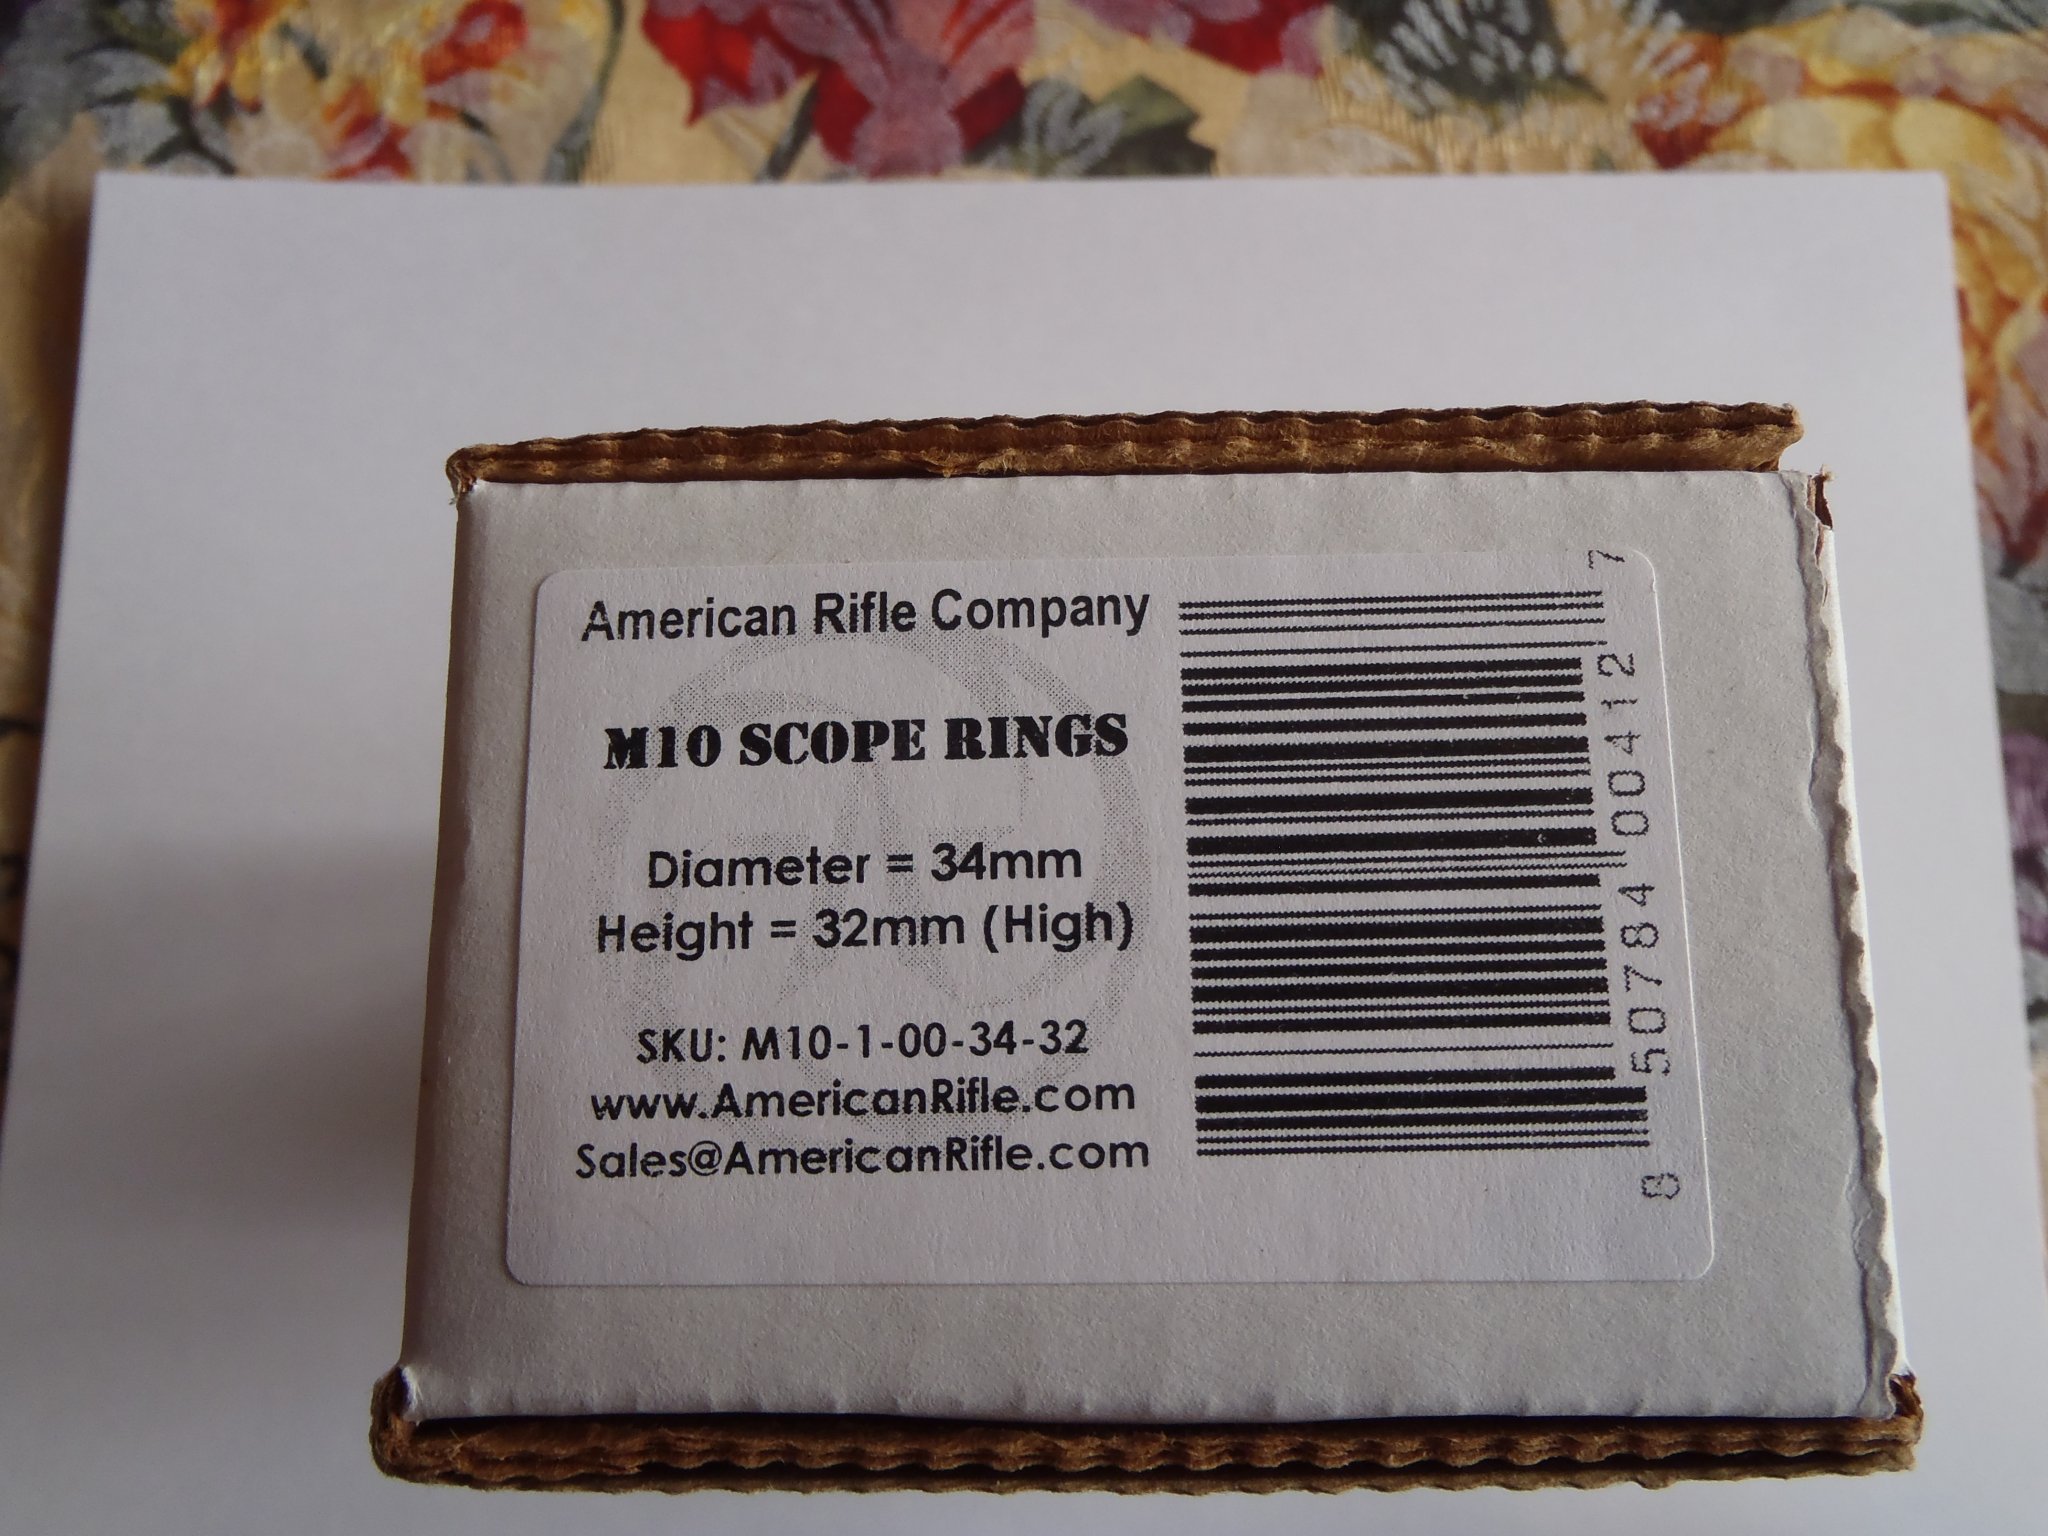 American Rifle Company
M10 SCOPE RINGS
Diameter = 34mm
Height = 32mm (High)
SKU: M10-1-00-34-32
www.AmericanRifle.com
Sales@AmericanRifle.com
8 50784 00412 7